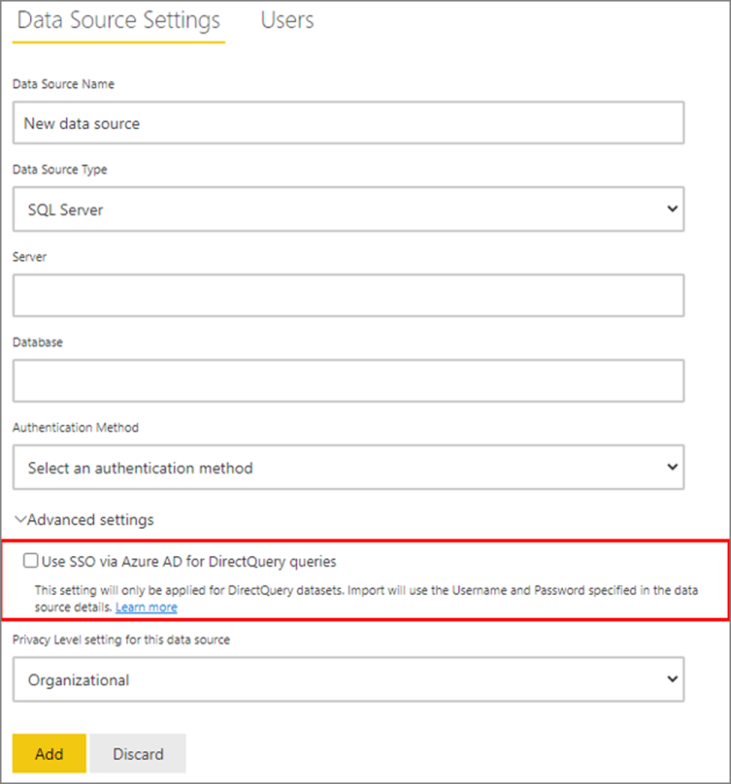 Data Source Settings Users
Data Source Name
New data source
Data Source Type
SQL Server
Server
Database
Authentication Method
Select an authentication method
Advanced settings
Use SSO via Azure AD for DirectQuery queries
This setting will only be applied for DirectQuery datasets. Import will use the Username and Password specified in the data
source details. Learn more
Privacy Level setting for this data source
Organizational
Add Discard